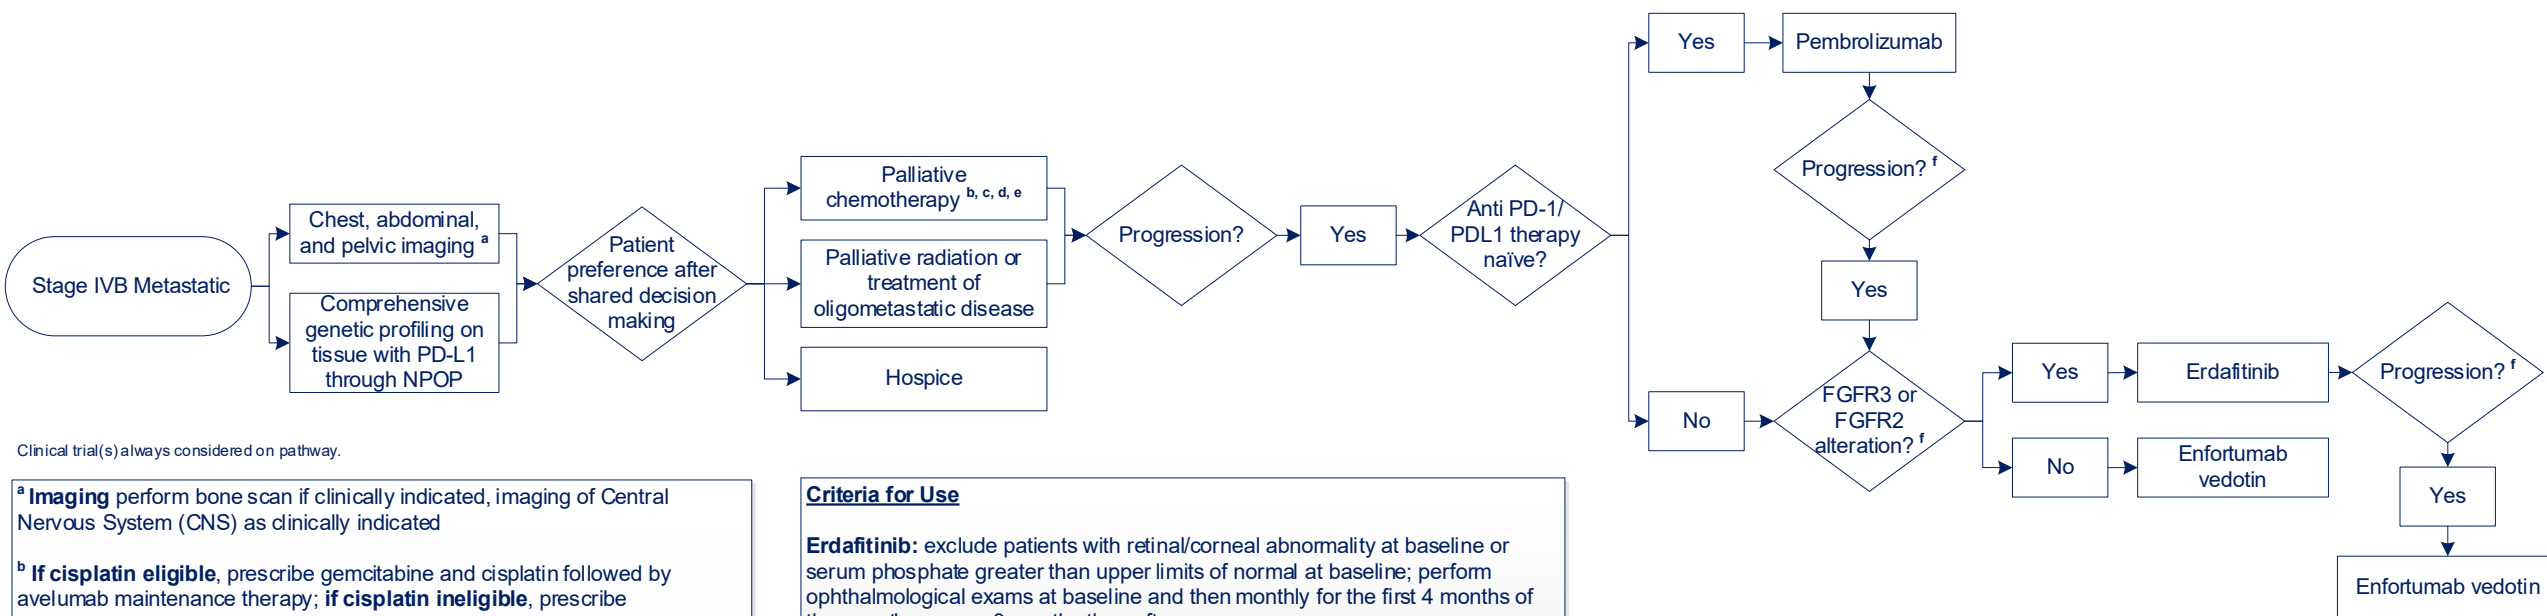 Stage IVB Metastatic
Chest, abdominal,
and pelvic imaging a
Comprehensive
genetic profiling on
tissue with PD-L1
through NPOP
Patient
preference after
shared decision
making
Palliative
chemotherapy b, c, d, e
Palliative radiation or
treatment of
oligometastatic disease
Hospice
Progression?
Yes
Anti PD-1/
PDL1 therapy
naïve?
Yes
Pembrolizumab
Progression? f
Yes
No
FGFR3 or
FGFR2
alteration? f
Yes
Erdafitinib
Progression? f
No
Enfortumab
vedotin
Yes
Enfortumab vedotin
Clinical trial(s) always considered on pathway.
a Imaging perform bone scan if clinically indicated, imaging of Central
Nervous System (CNS) as clinically indicated
b If cisplatin eligible, prescribe gemcitabine and cisplatin followed by
avelumab maintenance therapy; if cisplatin ineligible, prescribe
Criteria for Use
Erdafitinib: exclude patients with retinal/corneal abnormality at baseline or
serum phosphate greater than upper limits of normal at baseline; perform
ophthalmological exams at baseline and then monthly for the first 4 months of